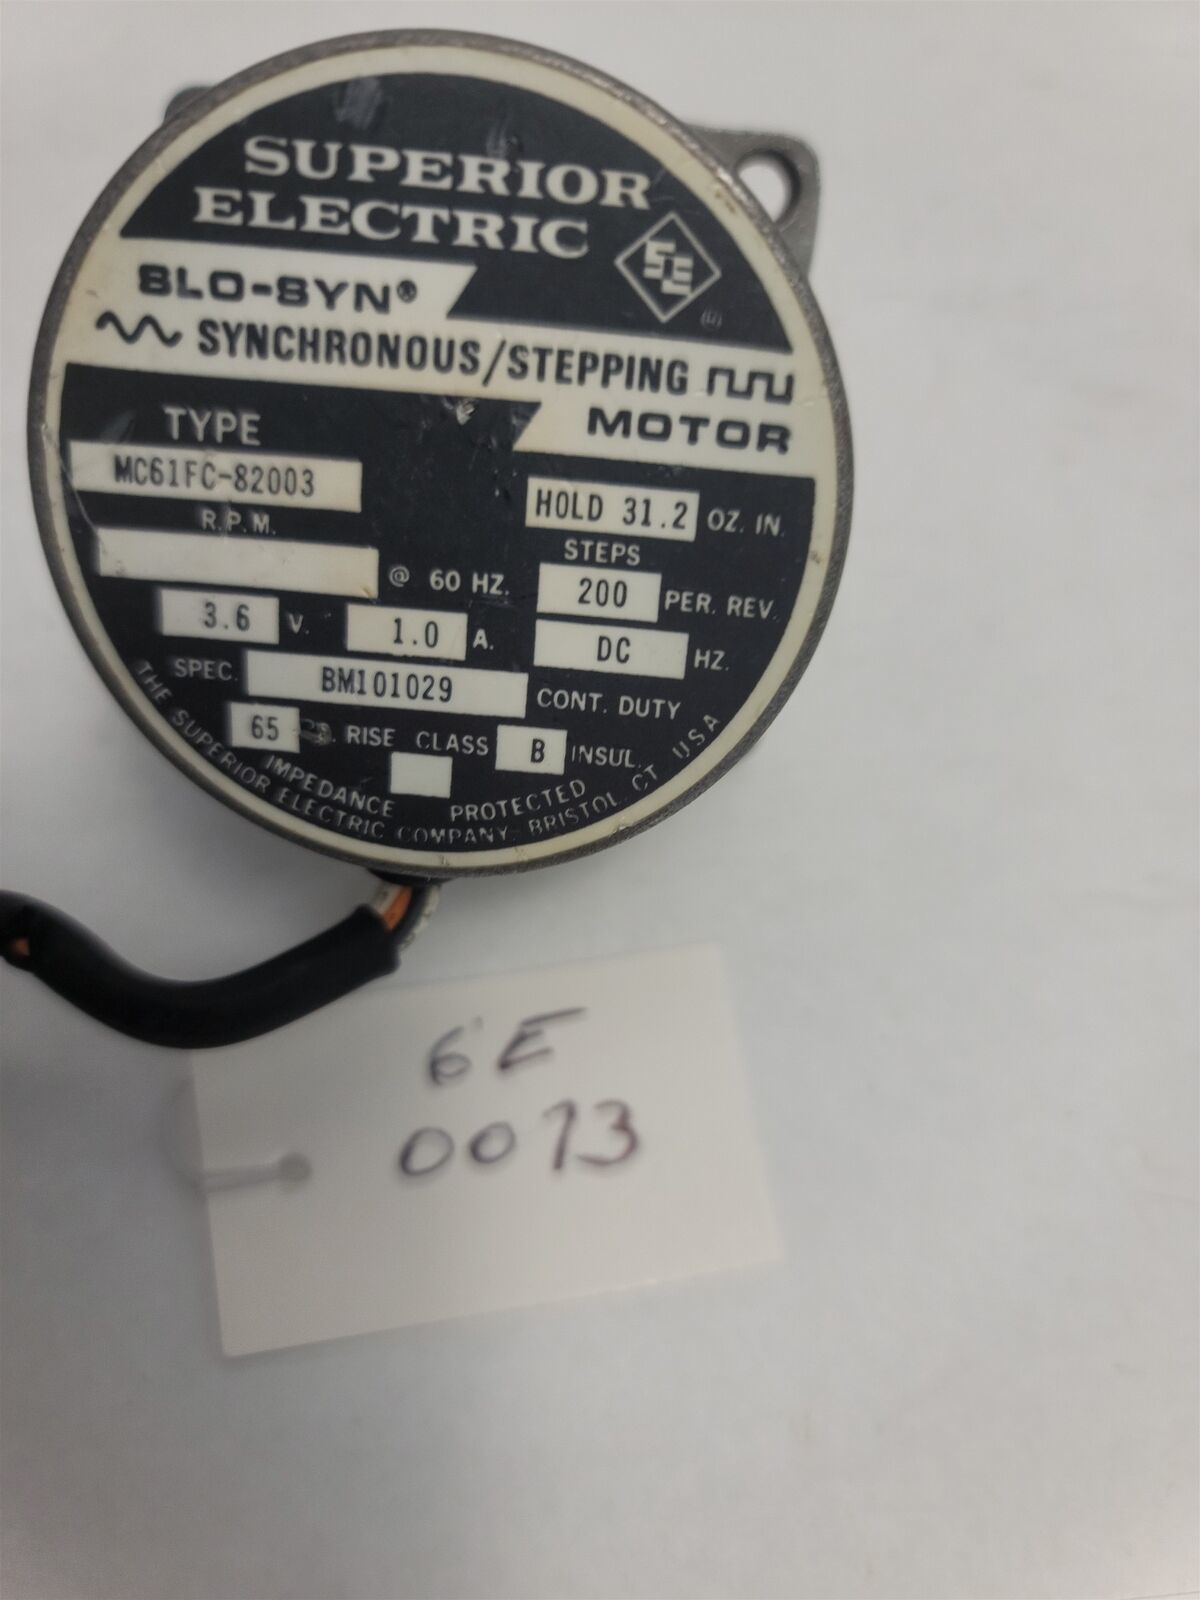 SUPERIOR
ELECTRIC
SLO-SYN®
SE
SYNCHRONOUS/STEPPING
MOTOR
TYPE
MC61FC-82003
HOLD 31.2 OZ. IN.
R.P.M.
@ 60 HZ.
STEPS
200 PER. REV.
3.6 V. 1.0 A.
DC HZ.
SPEC. BM101029 CONT. DUTY
65 RISE CLASS B INSUL.
IMPEDANCE PROTECTED
THE SUPERIOR ELECTRIC COMPANY, BRISTOL, CT USA
6E
0073